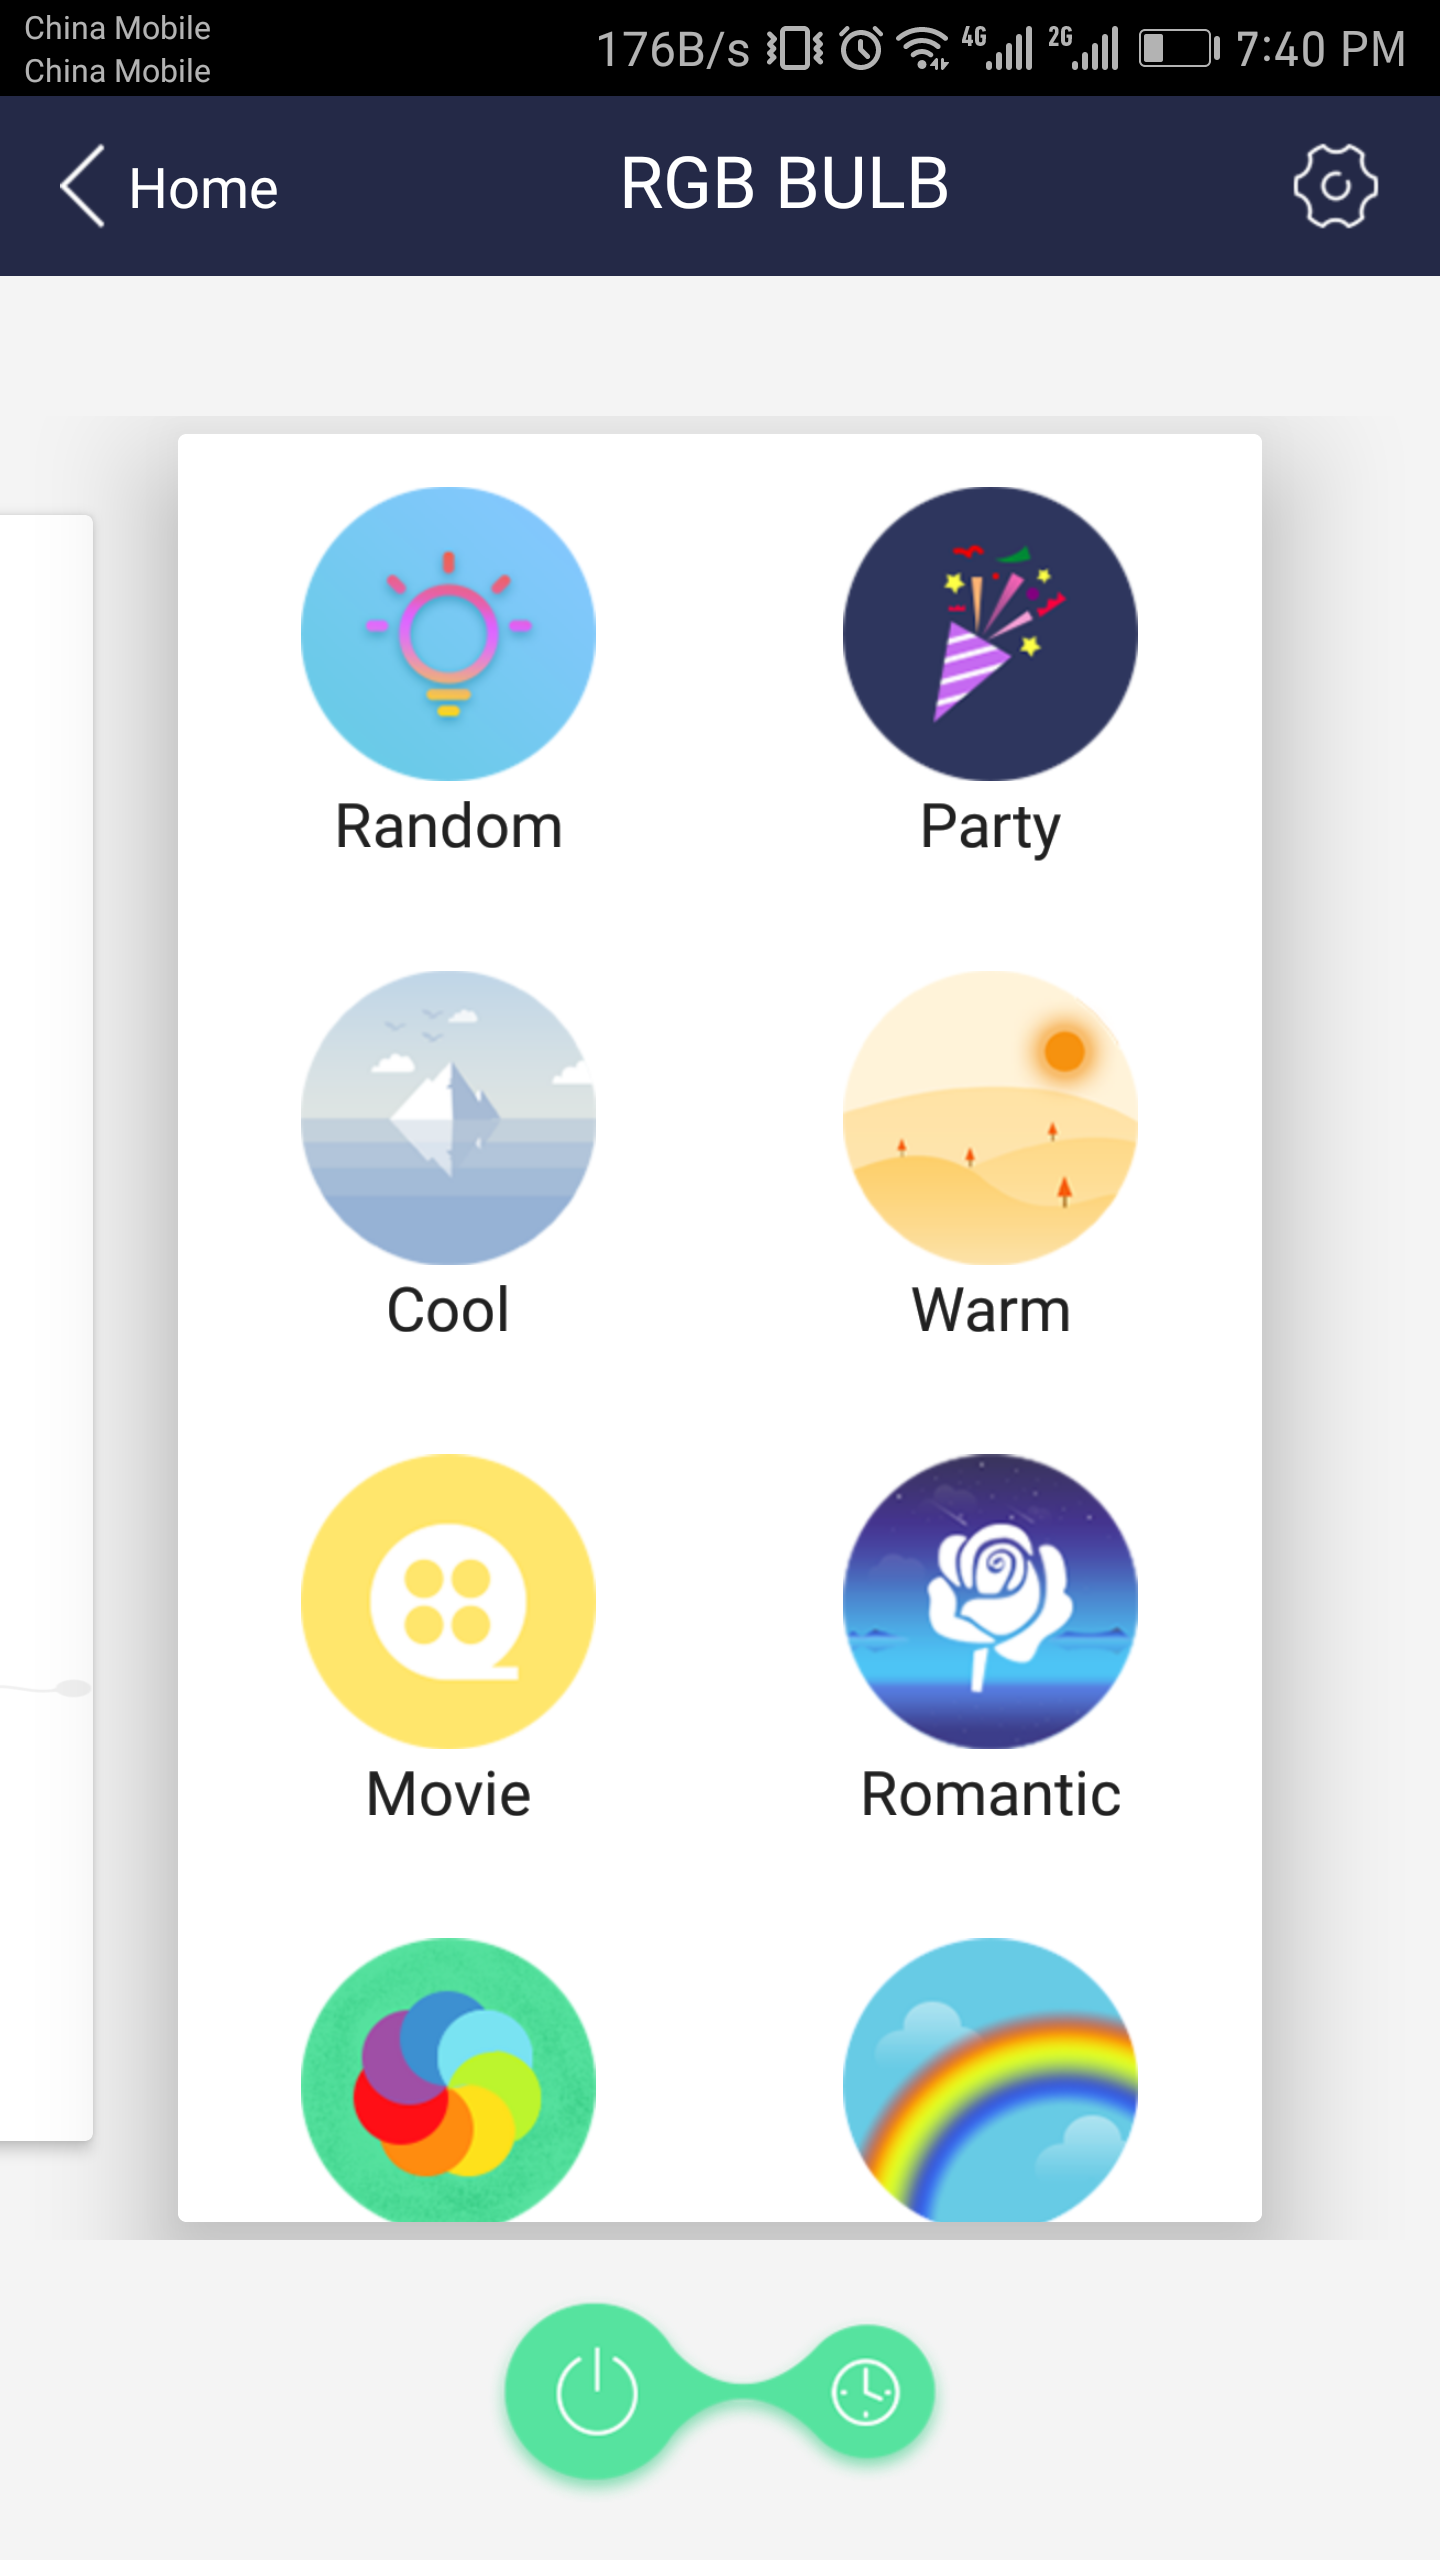 China Mobile
China Mobile
176B/s 4G 2G 7:40 PM
Home
RGB BULB
Random
Party
Cool
Warm
Movie
Romantic